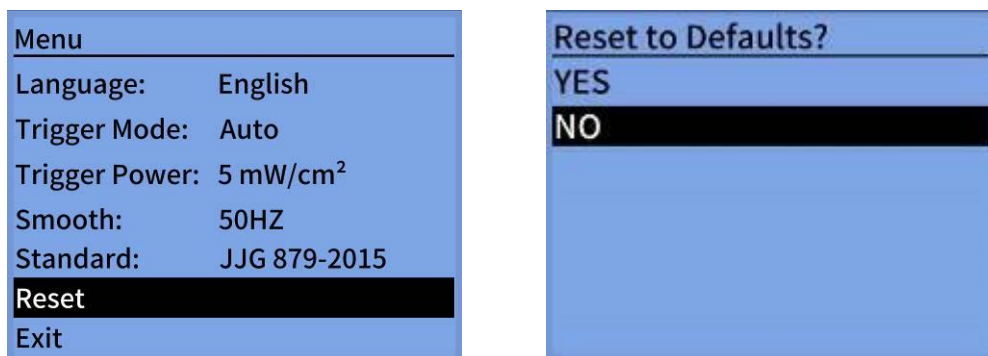 Menu
Language: English
Trigger Mode: Auto
Trigger Power: 5 mW/cm²
Smooth: 50HZ
Standard: JJG 879-2015
Reset
Exit
Reset to Defaults?
YES
NO